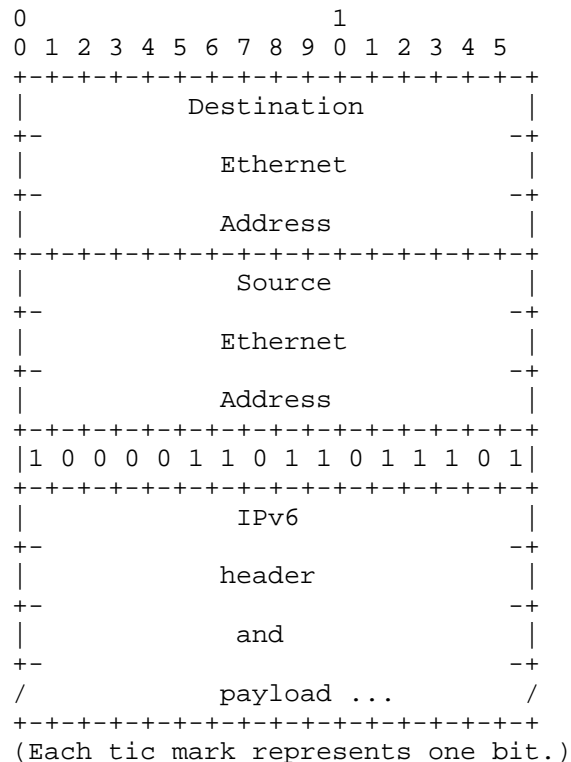 0                   1
0 1 2 3 4 5 6 7 8 9 0 1 2 3 4 5
+-+-+-+-+-+-+-+-+-+-+-+-+-+-+-+-+
|          Destination          |
+-                             -+
|            Ethernet           |
+-                             -+
|            Address            |
+-+-+-+-+-+-+-+-+-+-+-+-+-+-+-+-+
|             Source            |
+-                             -+
|            Ethernet           |
+-                             -+
|            Address            |
+-+-+-+-+-+-+-+-+-+-+-+-+-+-+-+-+
|1 0 0 0 0 1 1 0 1 1 0 1 1 1 0 1|
+-+-+-+-+-+-+-+-+-+-+-+-+-+-+-+-+
|             IPv6              |
+-                             -+
|            header             |
+-                             -+
|             and               |
+-                             -+
/            payload ...        /
+-+-+-+-+-+-+-+-+-+-+-+-+-+-+-+-+
(Each tic mark represents one bit.)